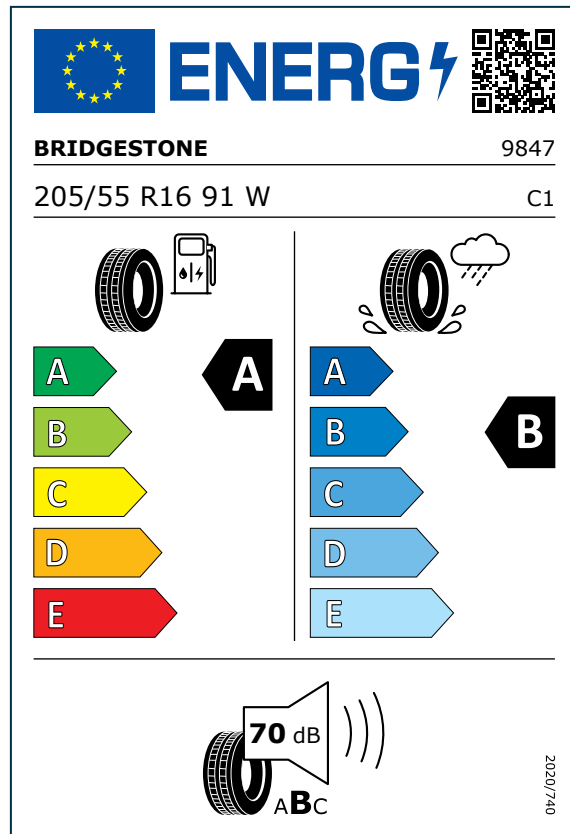 ENERG
BRIDGESTONE 9847
205/55 R16 91 W C1
A A
B
C
D
E
A
B B
C
D
E
70 dB
ABC
2020/740